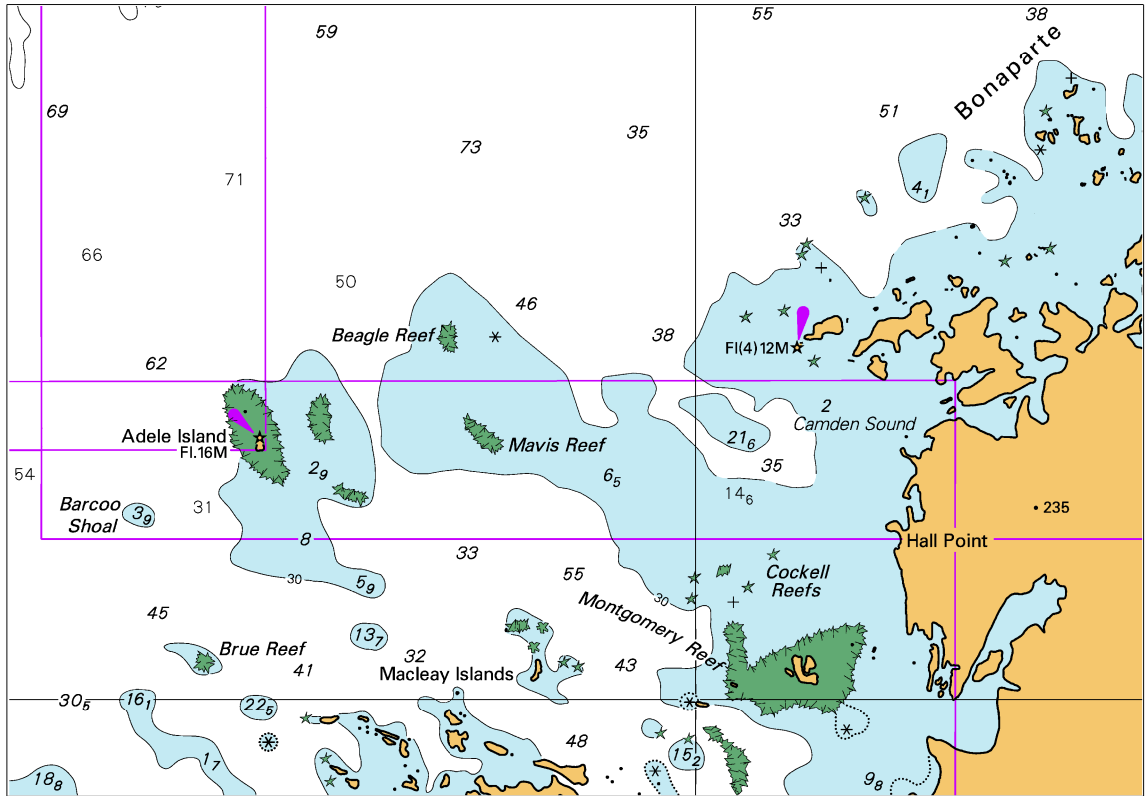 55
38
59
Bonaparte
69
51
35
73
71
4₁
33
66
50
46
Beagle Reef
38
Fl(4)12M
62
2
Camden Sound
Adele Island
Fl.16M
21₆
Mavis Reef
35
54
2₉
6₅
14₆
Barcoo
Shoal
3₉
31
235
8
Hall Point
33
30
5₉
55
30
Cockell
Reefs
Montgomery Reef
45
13₇
Brue Reef
32
41
Macleay Islands
43
30₅
16₁
22₅
48
1₇
15₂
18₈
9₈